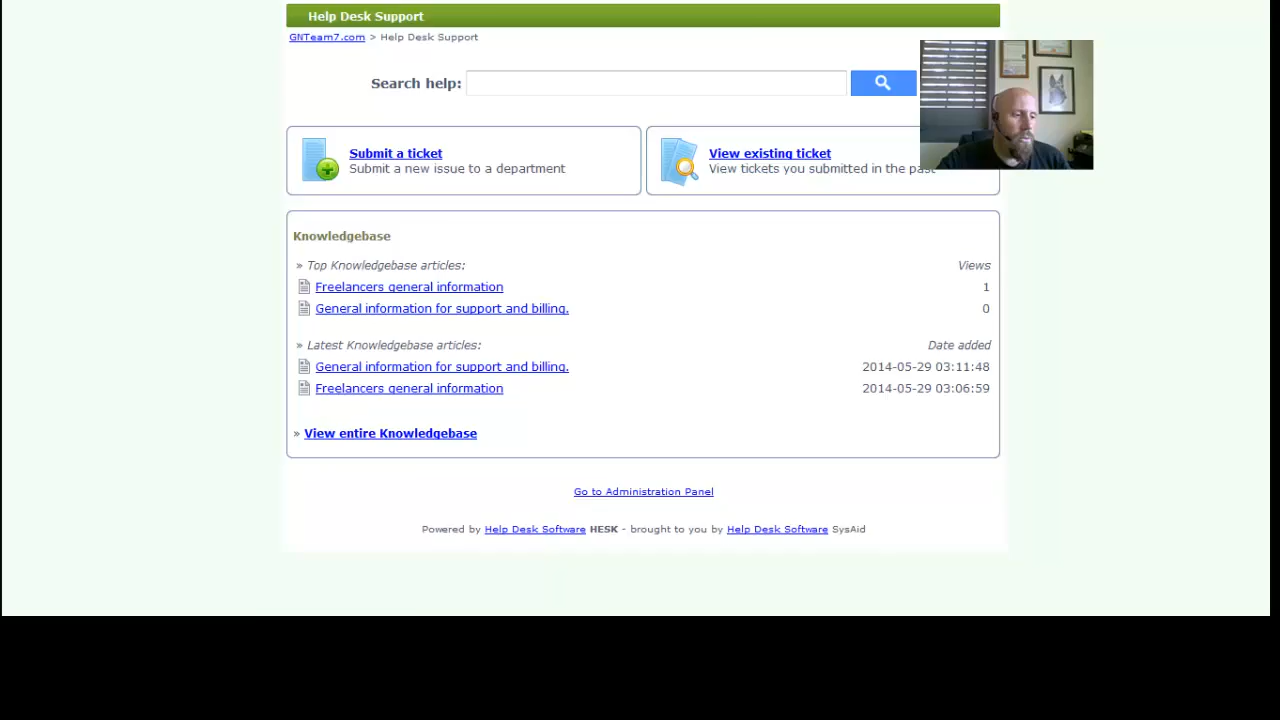 Help Desk Support
GNTeam7.com > Help Desk Support
Search help:
Submit a ticket
Submit a new issue to a department
View existing ticket
View tickets you submitted in the past
Knowledgebase
» Top Knowledgebase articles: Views
Freelancers general information 1
General information for support and billing. 0
» Latest Knowledgebase articles: Date added
General information for support and billing. 2014-05-29 03:11:48
Freelancers general information 2014-05-29 03:06:59
» View entire Knowledgebase
Go to Administration Panel
Powered by Help Desk Software HESK - brought to you by Help Desk Software SysAid